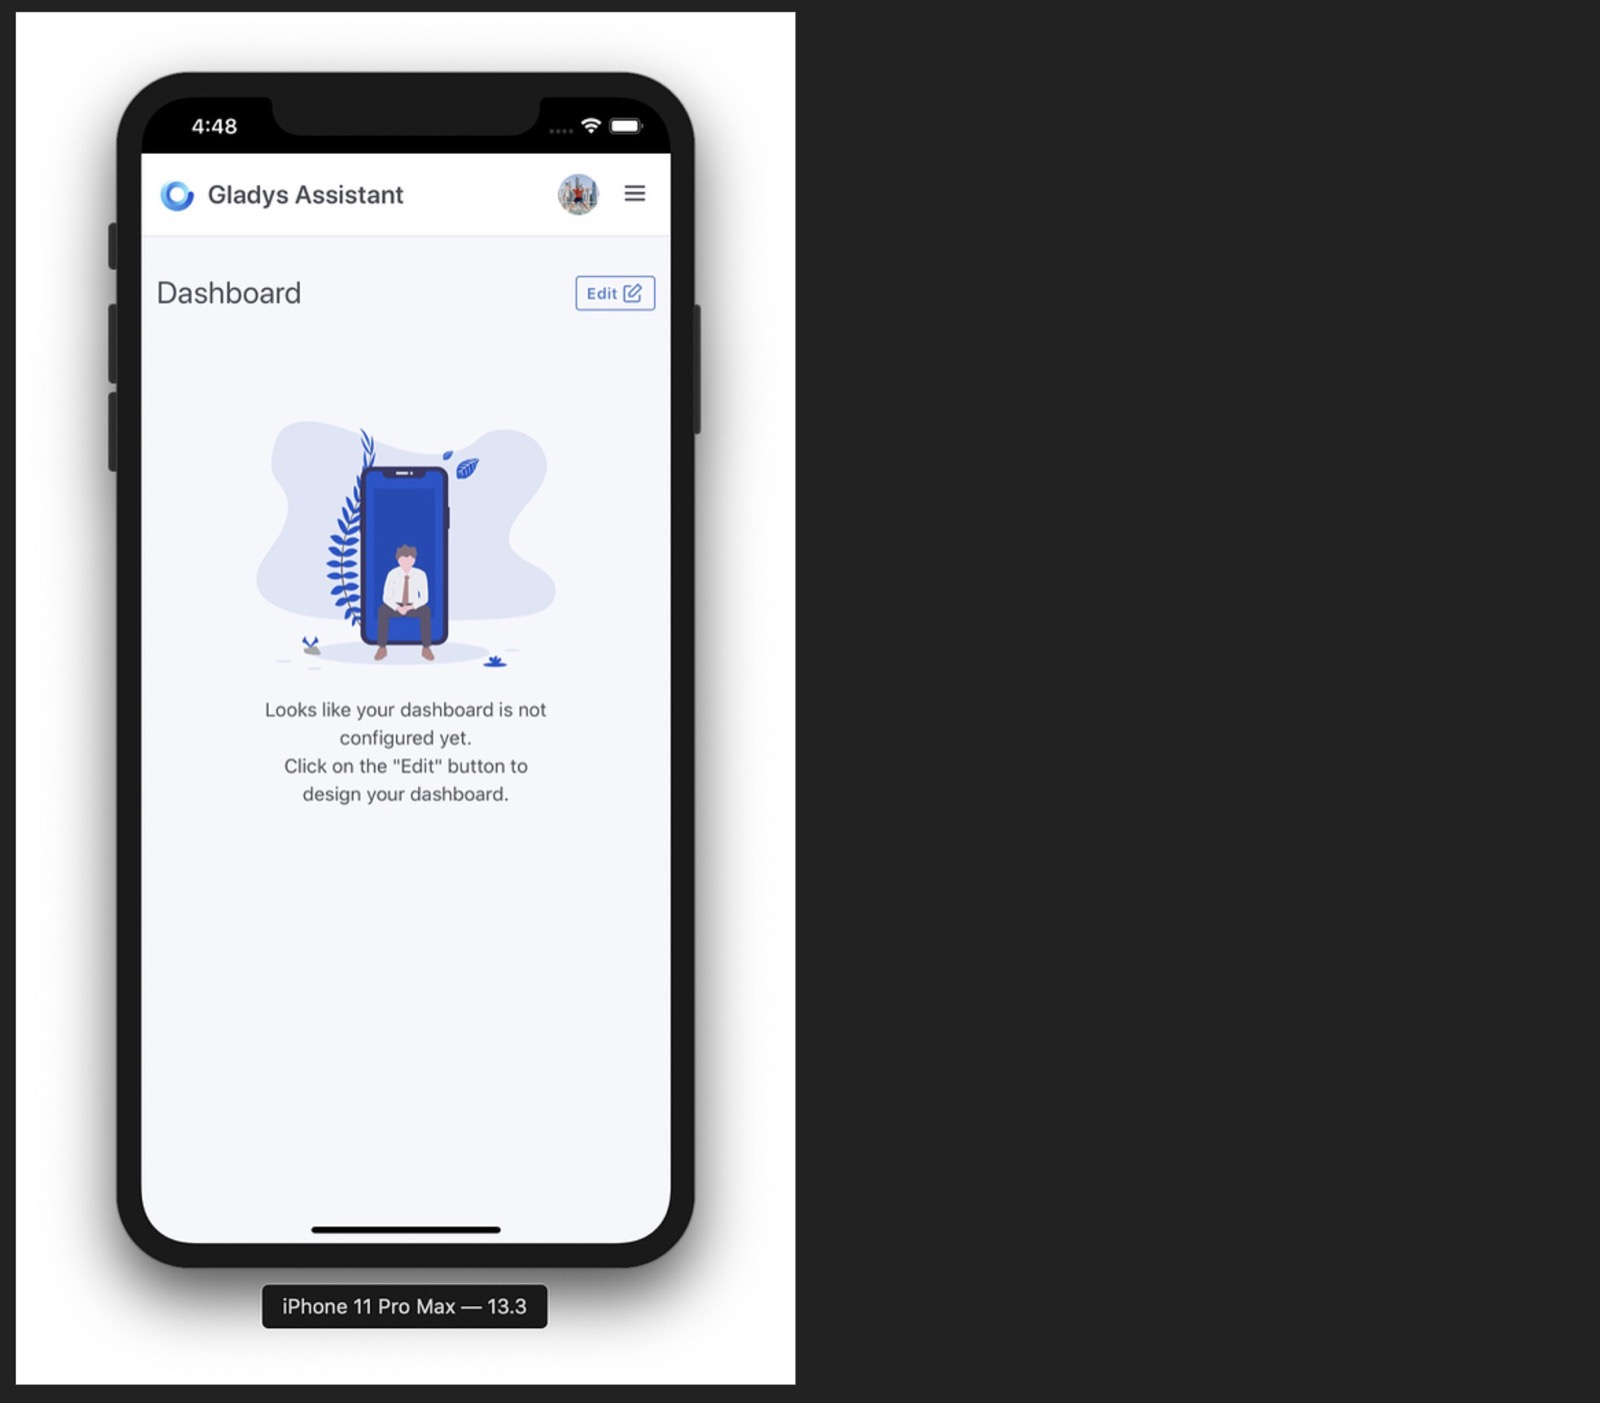 4:48
Gladys Assistant
Dashboard
Edit
Looks like your dashboard is not
configured yet.
Click on the "Edit" button to
design your dashboard.
iPhone 11 Pro Max — 13.3